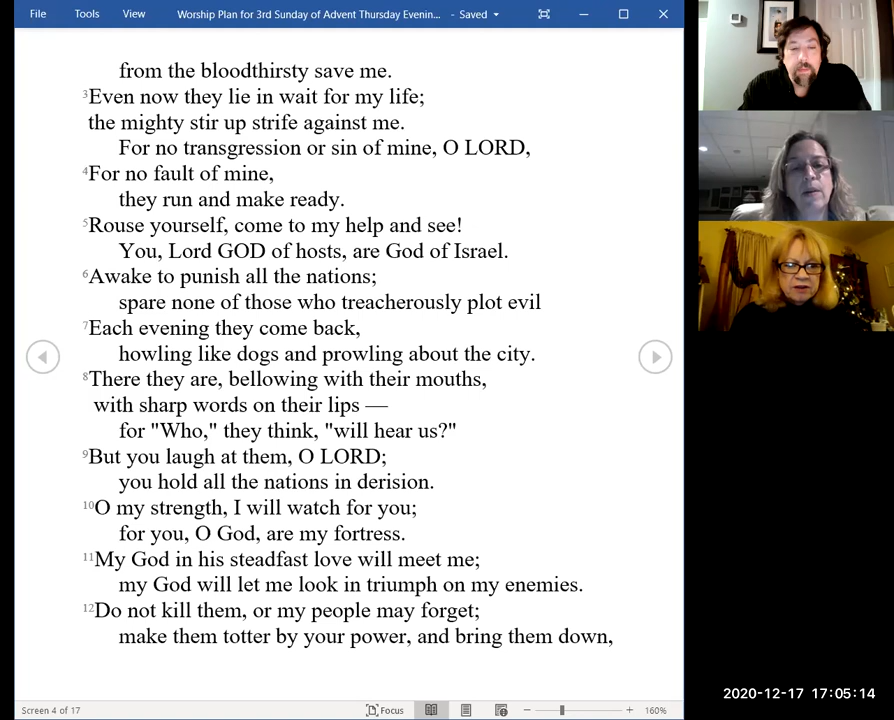 File Tools View Worship Plan for 3rd Sunday of Advent Thursday Evenin... - Saved
from the bloodthirsty save me.
3Even now they lie in wait for my life;
the mighty stir up strife against me.
For no transgression or sin of mine, O LORD,
4For no fault of mine,
they run and make ready.
5Rouse yourself, come to my help and see!
You, Lord GOD of hosts, are God of Israel.
6Awake to punish all the nations;
spare none of those who treacherously plot evil
7Each evening they come back,
howling like dogs and prowling about the city.
8There they are, bellowing with their mouths,
with sharp words on their lips —
for "Who," they think, "will hear us?"
9But you laugh at them, O LORD;
you hold all the nations in derision.
10O my strength, I will watch for you;
for you, O God, are my fortress.
11My God in his steadfast love will meet me;
my God will let me look in triumph on my enemies.
12Do not kill them, or my people may forget;
make them totter by your power, and bring them down,
2020-12-17 17:05:14
Screen 4 of 17 Focus 160%